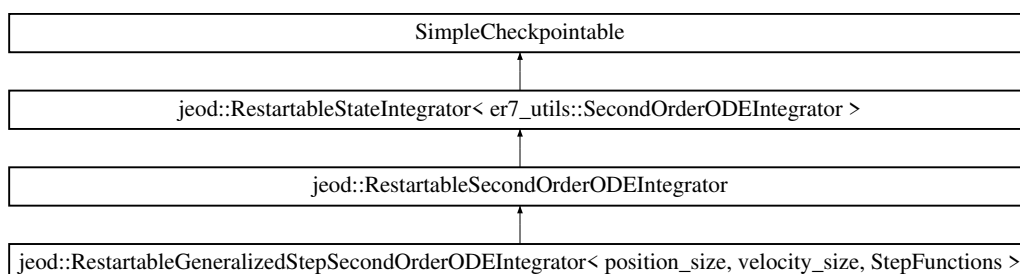 SimpleCheckpointable
jeod::RestartableStateIntegrator< er7_utils::SecondOrderODEIntegrator >
jeod::RestartableSecondOrderODEIntegrator
jeod::RestartableGeneralizedStepSecondOrderODEIntegrator< position_size, velocity_size, StepFunctions >